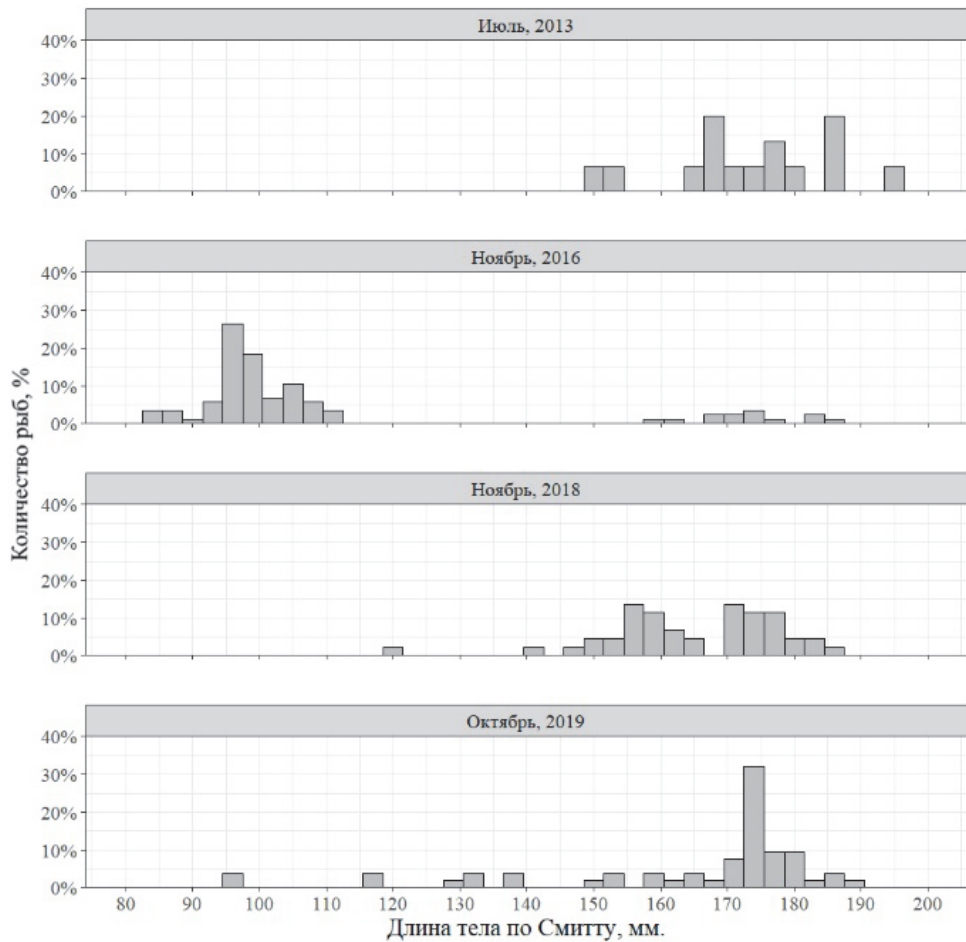 Июль, 2013
40%
30%
20%
10%
0%
Ноябрь, 2016
40%
30%
20%
10%
0%
Ноябрь, 2018
40%
30%
20%
10%
0%
Октябрь, 2019
40%
30%
20%
10%
0%
80 90 100 110 120 130 140 150 160 170 180 190 200
Длина тела по Смитту, мм.
Количество рыб, %